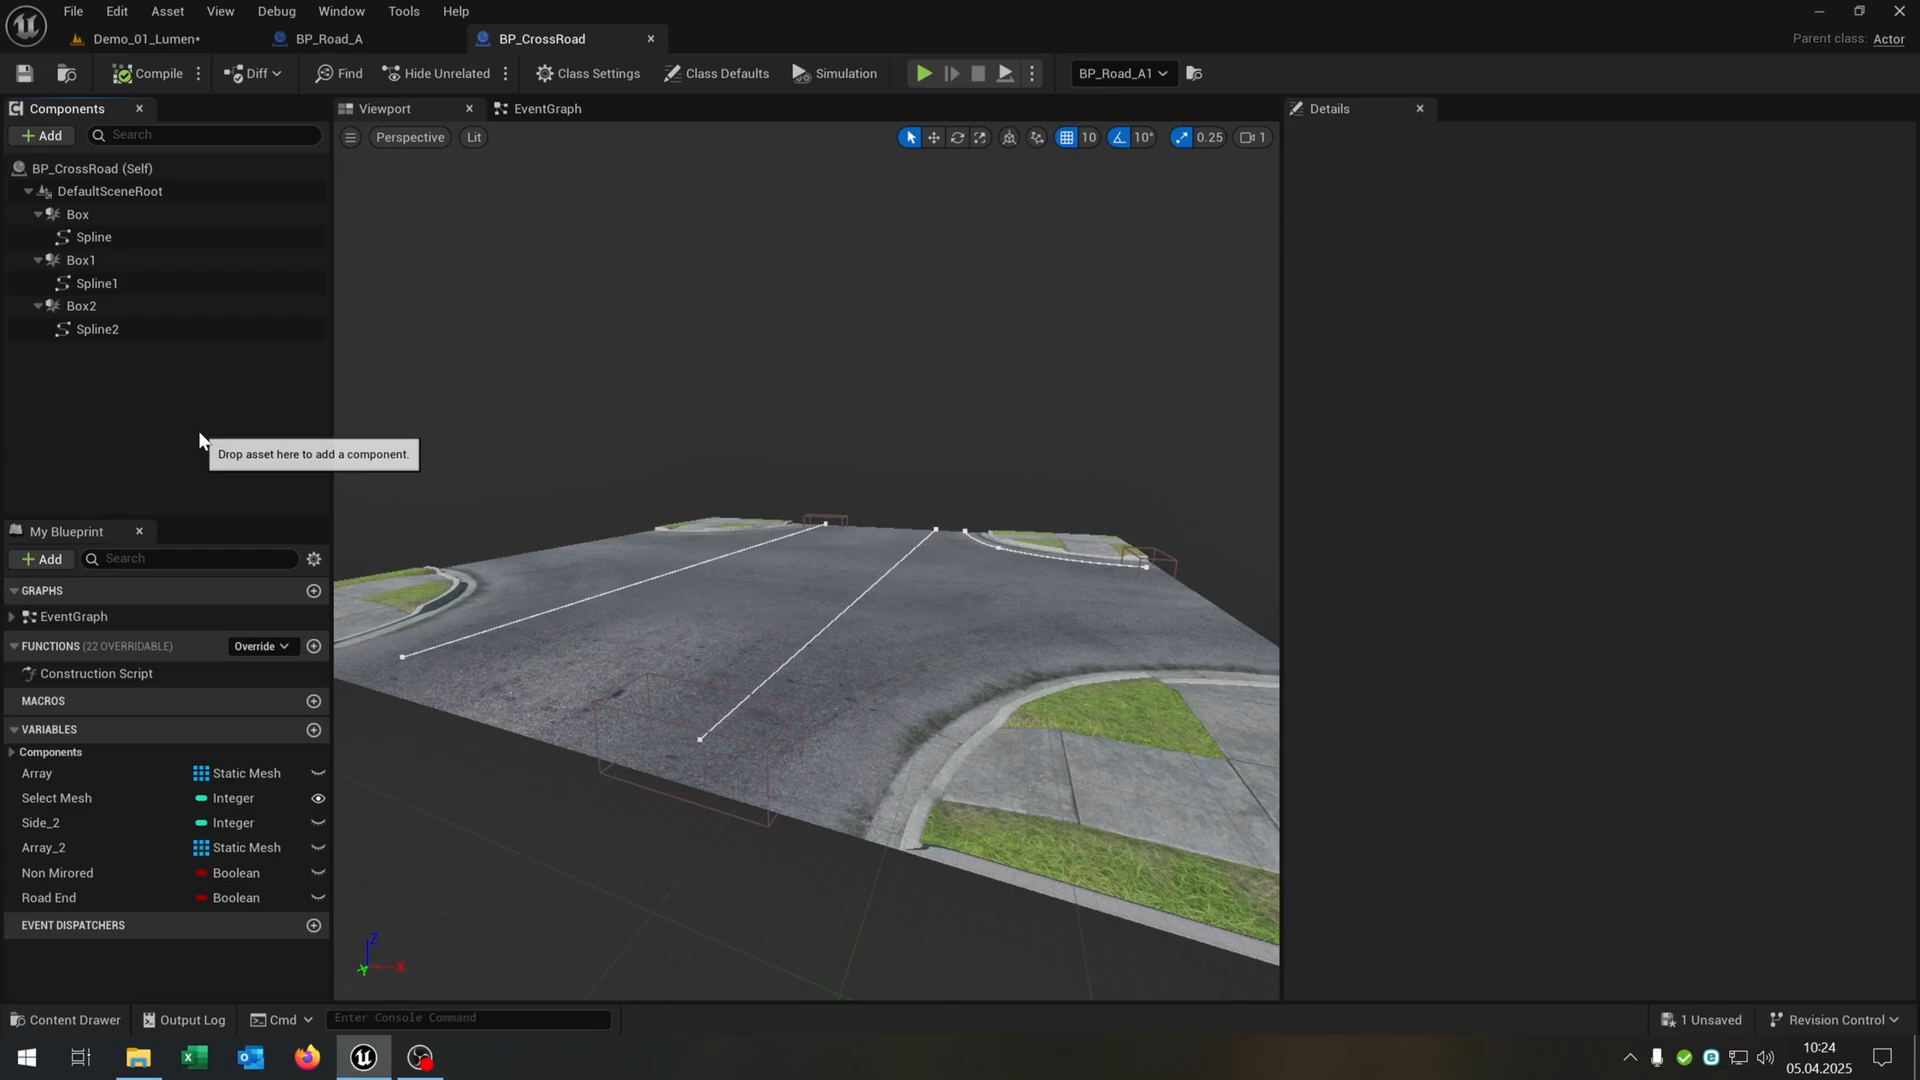 File Edit Asset View Debug Window Tools Help
Demo_01_Lumen* BP_Road_A BP_CrossRoad Parent class: Actor
Compile Diff Find Hide Unrelated Class Settings Class Defaults Simulation BP_Road_A1
Components Viewport EventGraph Details
Add Search Perspective Lit 10 10° 0.25 1
BP_CrossRoad (Self)
DefaultSceneRoot
Box
Spline
Box1
Spline1
Box2
Spline2
Drop asset here to add a component.
My Blueprint
Add Search
GRAPHS
EventGraph
FUNCTIONS (22 OVERRIDABLE) Override
Construction Script
MACROS
VARIABLES
Components
Array Static Mesh
Select Mesh Integer
Side_2 Integer
Array_2 Static Mesh
Non Mirored Boolean
Road End Boolean
EVENT DISPATCHERS
Z
Y X
Content Drawer Output Log Cmd Enter Console Command 1 Unsaved Revision Control
10:24
05.04.2025